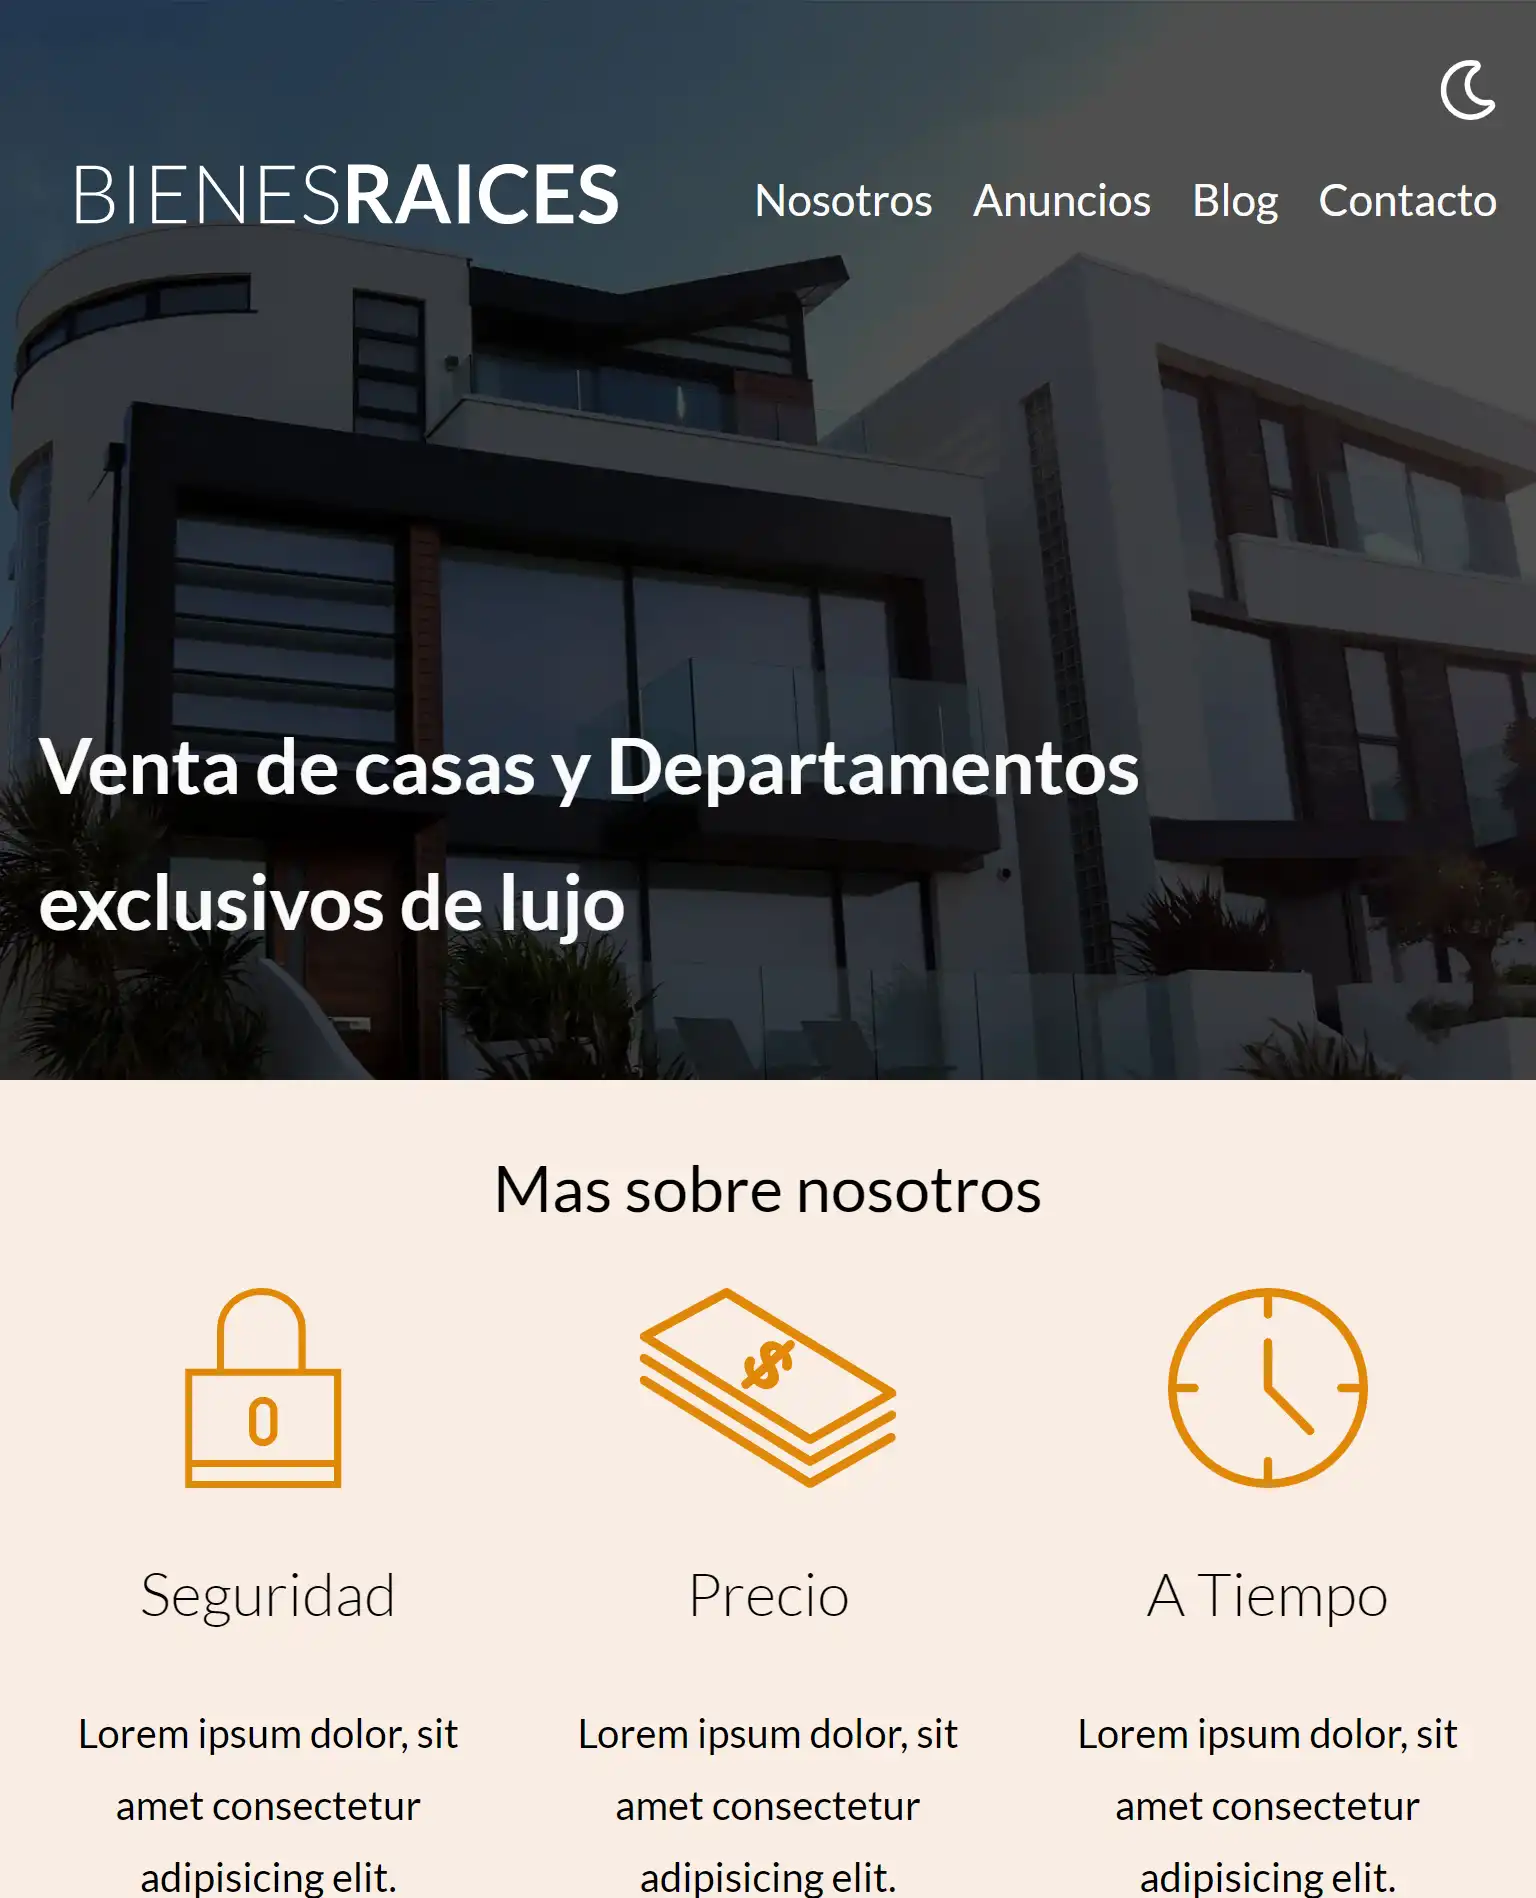 BIENESRAICES
Nosotros Anuncios Blog Contacto
Venta de casas y Departamentos
exclusivos de lujo
Mas sobre nosotros
$
Seguridad
Precio
A Tiempo
Lorem ipsum dolor, sit
amet consectetur
adipisicing elit.
Lorem ipsum dolor, sit
amet consectetur
adipisicing elit.
Lorem ipsum dolor, sit
amet consectetur
adipisicing elit.